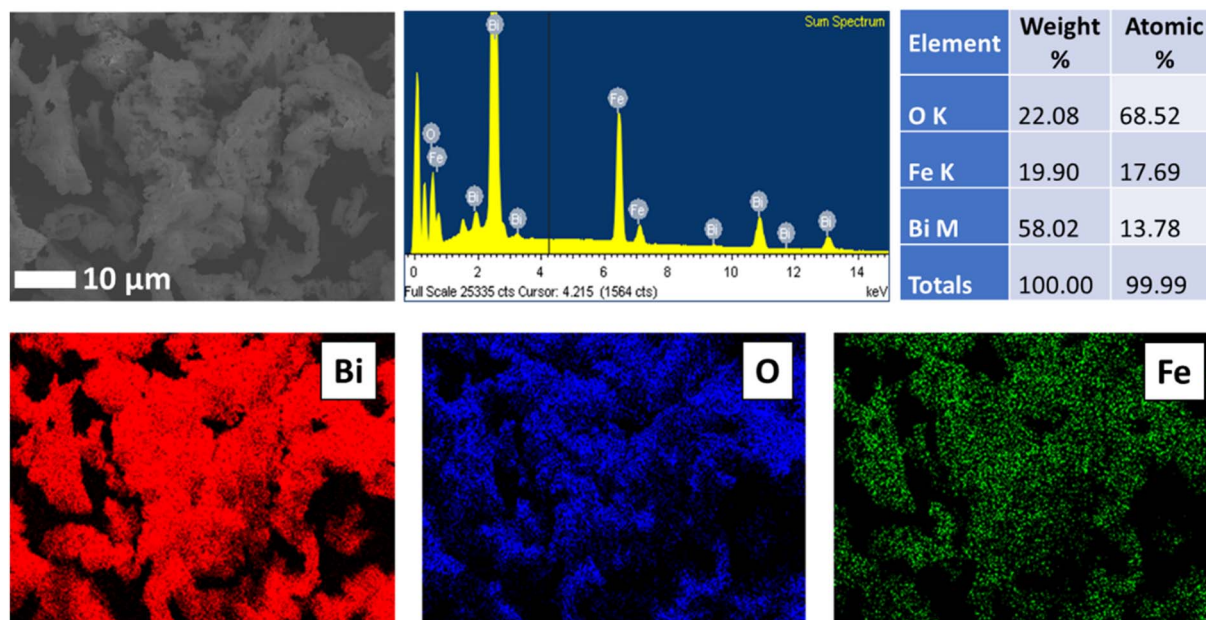 10 µm
Sum Spectrum
Bi
O
Fe
Bi
Bi
Fe
Fe
Bi
Bi
Bi
Bi
0 2 4 6 8 10 12 14
Full Scale 25335 cts Cursor: 4.215 (1564 cts) keV
Element Weight % Atomic %
O K 22.08 68.52
Fe K 19.90 17.69
Bi M 58.02 13.78
Totals 100.00 99.99
Bi
O
Fe